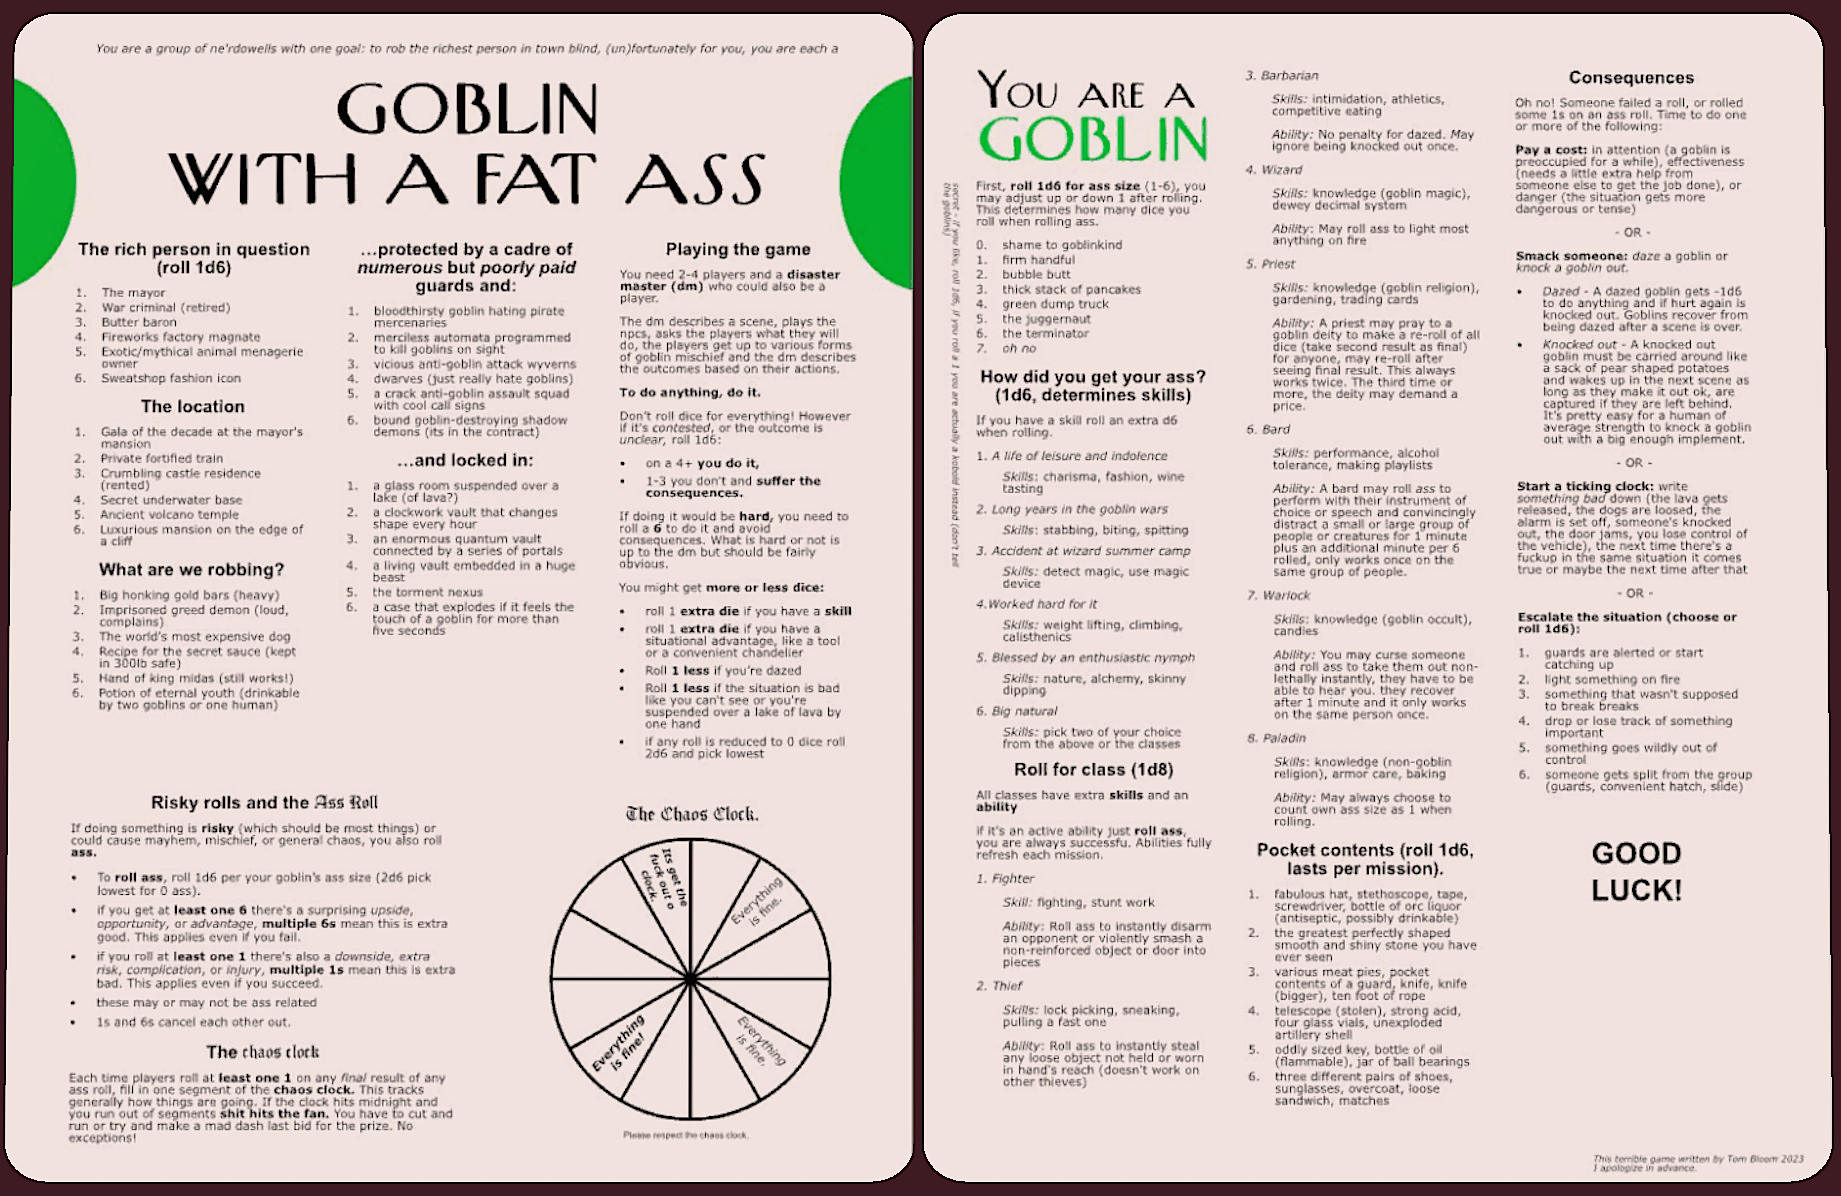 You are a group of ne'rdowells with one goal: to rob the richest person in town blind, (un)fortunately for you, you are each a
GOBLIN
WITH A FAT ASS
The rich person in question
(roll 1d6)
1. The mayor
2. War criminal (retired)
3. Butter baron
4. Fireworks factory magnate
5. Exotic/mythical animal menagerie
owner
6. Sweatshop fashion icon
The location
1. Gala of the decade at the mayor's
mansion
2. Private fortified train
3. Crumbling castle residence
(rented)
4. Secret underwater base
5. Ancient volcano temple
6. Luxurious mansion on the edge of
a cliff
What are we robbing?
1. Big honking gold bars (heavy)
2. Imprisoned greed demon (loud,
complains)
3. The world's most expensive dog
4. Recipe for the secret sauce (kept
in 300lb safe)
5. Hand of king midas (still works!)
6. Potion of eternal youth (drinkable
by two goblins or one human)
...protected by a cadre of
numerous but poorly paid
guards and:
1. bloodthirsty goblin hating pirate
mercenaries
2. merciless automata programmed
to kill goblins on sight
3. vicious anti-goblin attack wyverns
4. dwarves (just really hate goblins)
5. a crack anti-goblin assault squad
with cool call signs
6. bound goblin-destroying shadow
demons (its in the contract)
...and locked in:
1. a glass room suspended over a
lake (of lava?)
2. a clockwork vault that changes
shape every hour
3. an enormous quantum vault
connected by a series of portals
4. a living vault embedded in a huge
beast
5. the torment nexus
6. a case that explodes if it feels the
touch of a goblin for more than
five seconds
Playing the game
You need 2-4 players and a disaster
master (dm) who could also be a
player.
The dm describes a scene, plays the
npcs, asks the players what they will
do, the players get up to various forms
of goblin mischief and the dm describes
the outcomes based on their actions.
To do anything, do it.
Don't roll dice for everything! However
if it's contested, or the outcome is
unclear, roll 1d6:
• on a 4+ you do it,
• 1-3 you don't and suffer the
consequences.
If doing it would be hard, you need to
roll a 6 to do it and avoid
consequences. What is hard or not is
up to the dm but should be fairly
obvious.
You might get more or less dice:
• roll 1 extra die if you have a skill
• roll 1 extra die if you have a
situational advantage, like a tool
or a convenient chandelier
• Roll 1 less if you're dazed
• Roll 1 less if the situation is bad
like you can't see or you're
suspended over a lake of lava by
one hand
• if any roll is reduced to 0 dice roll
2d6 and pick lowest
Risky rolls and the Ass Roll
If doing something is risky (which should be most things) or
could cause mayhem, mischief, or general chaos, you also roll
ass.
• To roll ass, roll 1d6 per your goblin's ass size (2d6 pick
lowest for 0 ass).
• if you get at least one 6 there's a surprising upside,
opportunity, or advantage, multiple 6s mean this is extra
good. This applies even if you fail.
• if you roll at least one 1 there's also a downside, extra
risk, complication, or injury, multiple 1s mean this is extra
bad. This applies even if you succeed.
• these may or may not be ass related
• 1s and 6s cancel each other out.
The chaos clock
Each time players roll at least one 1 on any final result of any
ass roll, fill in one segment of the chaos clock. This tracks
generally how things are going. If the clock hits midnight and
you run out of segments shit hits the fan. You have to cut and
run or try and make a mad dash last bid for the prize. No
exceptions!
The Chaos Clock.
Its get the
fuck out o
clock.
Everything
is fine.
Everything
is fine.
Everything
is fine!
Please respect the chaos clock.
YOU ARE A
GOBLIN
secret - if you like, roll 1d6, if you roll a 1 you are actually a kobold instead (don't tell
the goblins)
First, roll 1d6 for ass size (1-6), you
may adjust up or down 1 after rolling.
This determines how many dice you
roll when rolling ass.
0. shame to goblinkind
1. firm handful
2. bubble butt
3. thick stack of pancakes
4. green dump truck
5. the juggernaut
6. the terminator
7. oh no
How did you get your ass?
(1d6, determines skills)
If you have a skill roll an extra d6
when rolling.
1. A life of leisure and indolence
Skills: charisma, fashion, wine
tasting
2. Long years in the goblin wars
Skills: stabbing, biting, spitting
3. Accident at wizard summer camp
Skills: detect magic, use magic
device
4.Worked hard for it
Skills: weight lifting, climbing,
calisthenics
5. Blessed by an enthusiastic nymph
Skills: nature, alchemy, skinny
dipping
6. Big natural
Skills: pick two of your choice
from the above or the classes
Roll for class (1d8)
All classes have extra skills and an
ability
if it's an active ability just roll ass,
you are always successfu. Abilities fully
refresh each mission.
1. Fighter
Skill: fighting, stunt work
Ability: Roll ass to instantly disarm
an opponent or violently smash a
non-reinforced object or door into
pieces
2. Thief
Skills: lock picking, sneaking,
pulling a fast one
Ability: Roll ass to instantly steal
any loose object not held or worn
in hand's reach (doesn't work on
other thieves)
3. Barbarian
Skills: intimidation, athletics,
competitive eating
Ability: No penalty for dazed. May
ignore being knocked out once.
4. Wizard
Skills: knowledge (goblin magic),
dewey decimal system
Ability: May roll ass to light most
anything on fire
5. Priest
Skills: knowledge (goblin religion),
gardening, trading cards
Ability: A priest may pray to a
goblin deity to make a re-roll of all
dice (take second result as final)
for anyone, may re-roll after
seeing final result. This always
works twice. The third time or
more, the deity may demand a
price.
6. Bard
Skills: performance, alcohol
tolerance, making playlists
Ability: A bard may roll ass to
perform with their instrument of
choice or speech and convincingly
distract a small or large group of
people or creatures for 1 minute
plus an additional minute per 6
rolled, only works once on the
same group of people.
7. Warlock
Skills: knowledge (goblin occult),
candles
Ability: You may curse someone
and roll ass to take them out non-
lethally instantly, they have to be
able to hear you. they recover
after 1 minute and it only works
on the same person once.
8. Paladin
Skills: knowledge (non-goblin
religion), armor care, baking
Ability: May always choose to
count own ass size as 1 when
rolling.
Pocket contents (roll 1d6,
lasts per mission).
1. fabulous hat, stethoscope, tape,
screwdriver, bottle of orc liquor
(antiseptic, possibly drinkable)
2. the greatest perfectly shaped
smooth and shiny stone you have
ever seen
3. various meat pies, pocket
contents of a guard, knife, knife
(bigger), ten foot of rope
4. telescope (stolen), strong acid,
four glass vials, unexploded
artillery shell
5. oddly sized key, bottle of oil
(flammable), jar of ball bearings
6. three different pairs of shoes,
sunglasses, overcoat, loose
sandwich, matches
Consequences
Oh no! Someone failed a roll, or rolled
some 1s on an ass roll. Time to do one
or more of the following:
Pay a cost: in attention (a goblin is
preoccupied for a while), effectiveness
(needs a little extra help from
someone else to get the job done), or
danger (the situation gets more
dangerous or tense)
- OR -
Smack someone: daze a goblin or
knock a goblin out.
• Dazed - A dazed goblin gets -1d6
to do anything and if hurt again is
knocked out. Goblins recover from
being dazed after a scene is over.
• Knocked out - A knocked out
goblin must be carried around like
a sack of pear shaped potatoes
and wakes up in the next scene as
long as they make it out ok, are
captured if they are left behind.
It's pretty easy for a human of
average strength to knock a goblin
out with a big enough implement.
- OR -
Start a ticking clock: write
something bad down (the lava gets
released, the dogs are loosed, the
alarm is set off, someone's knocked
out, the door jams, you lose control of
the vehicle), the next time there's a
fuckup in the same situation it comes
true or maybe the next time after that
- OR -
Escalate the situation (choose or
roll 1d6):
1. guards are alerted or start
catching up
2. light something on fire
3. something that wasn't supposed
to break breaks
4. drop or lose track of something
important
5. something goes wildly out of
control
6. someone gets split from the group
(guards, convenient hatch, slide)
GOOD
LUCK!
This terrible game written by Tom Bloom 2023
I apologize in advance.